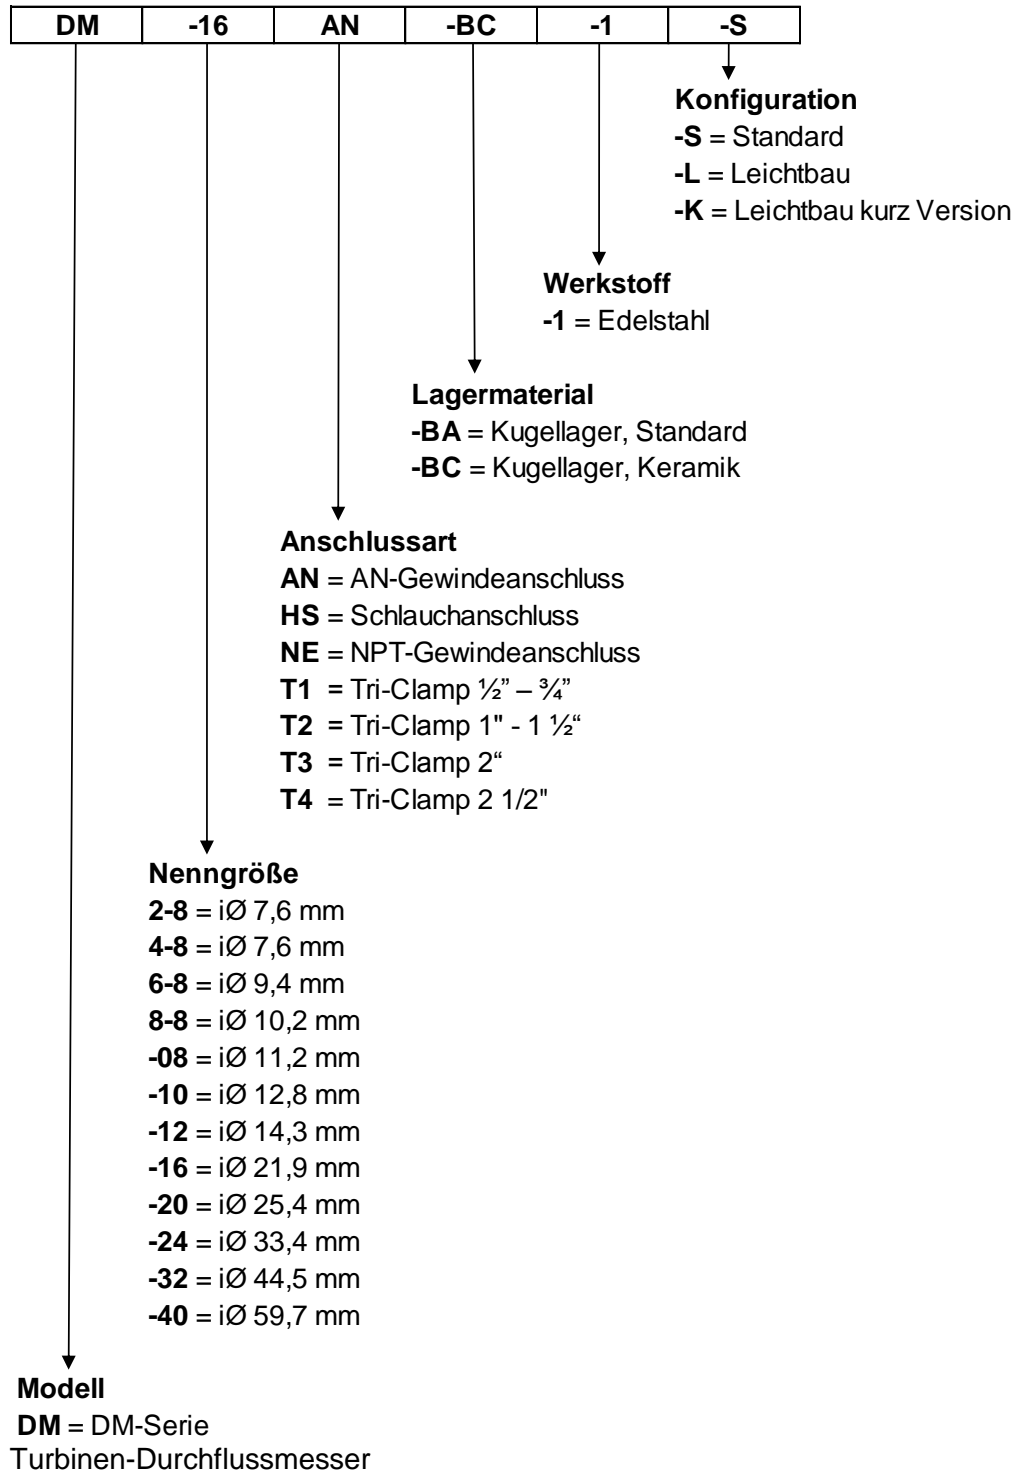 DM -16 AN -BC -1 -S
Konfiguration
-S = Standard
-L = Leichtbau
-K = Leichtbau kurz Version
Werkstoff
-1 = Edelstahl
Lagermaterial
-BA = Kugellager, Standard
-BC = Kugellager, Keramik
Anschlussart
AN = AN-Gewindeanschluss
HS = Schlauchanschluss
NE = NPT-Gewindeanschluss
T1 = Tri-Clamp ½” – ¾”
T2 = Tri-Clamp 1" - 1 ½“
T3 = Tri-Clamp 2“
T4 = Tri-Clamp 2 1/2"
Nenngröße
2-8 = iØ 7,6 mm
4-8 = iØ 7,6 mm
6-8 = iØ 9,4 mm
8-8 = iØ 10,2 mm
-08 = iØ 11,2 mm
-10 = iØ 12,8 mm
-12 = iØ 14,3 mm
-16 = iØ 21,9 mm
-20 = iØ 25,4 mm
-24 = iØ 33,4 mm
-32 = iØ 44,5 mm
-40 = iØ 59,7 mm
Modell
DM = DM-Serie
Turbinen-Durchflussmesser